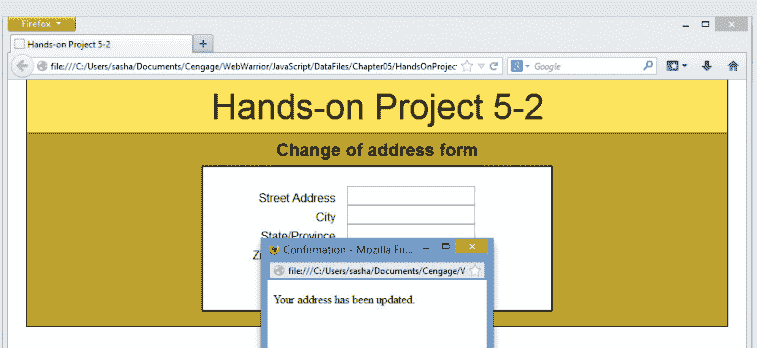 Firefox
Hands-on Project 5-2
file:///C:/Users/sasha/Documents/Cengage/WebWarrior/JavaScript/DataFiles/Chapter05/HandsOnProjec
Google
Hands-on Project 5-2
Change of address form
Street Address
City
State/Province
Confirmation - Mozilla Fi...
file:///C:/Users/sasha/Documents/Cengage/W
Your address has been updated.